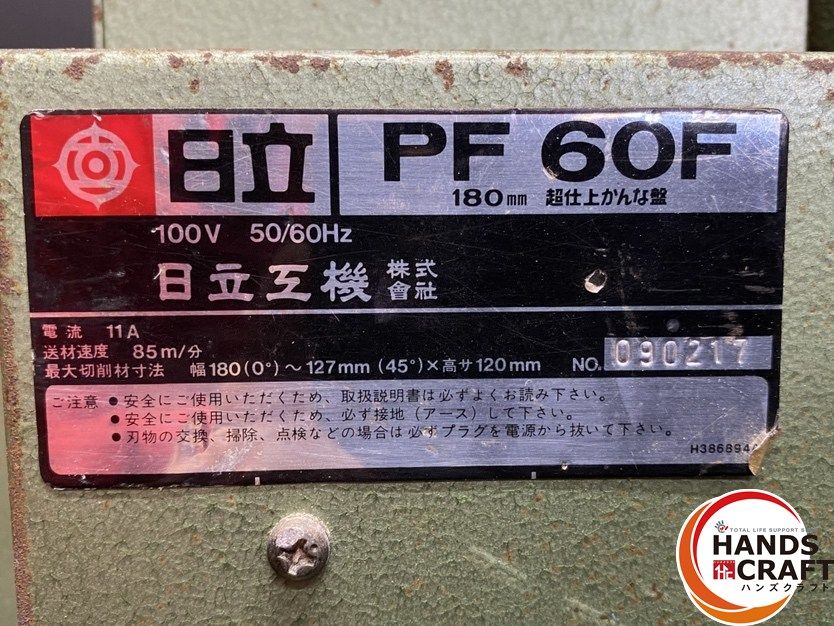 日立 PF 60F
180mm 超仕上かんな盤
100V 50/60Hz
日立工機 株式會社
電流 11A
送材速度 85m/分
最大切削材寸法 幅180(0°)~127mm(45°)×高サ120mm NO. 090217
ご注意 ●安全にご使用いただくため、取扱説明書は必ずよくお読み下さい。
●安全にご使用いただくため、必ず接地(アース)して下さい。
●刃物の交換、掃除、点検などの場合は必ずプラグを電源から抜いて下さい。
H386894
TOTAL LIFE SUPPORT
HANDS
CRAFT
ハンズクラフト